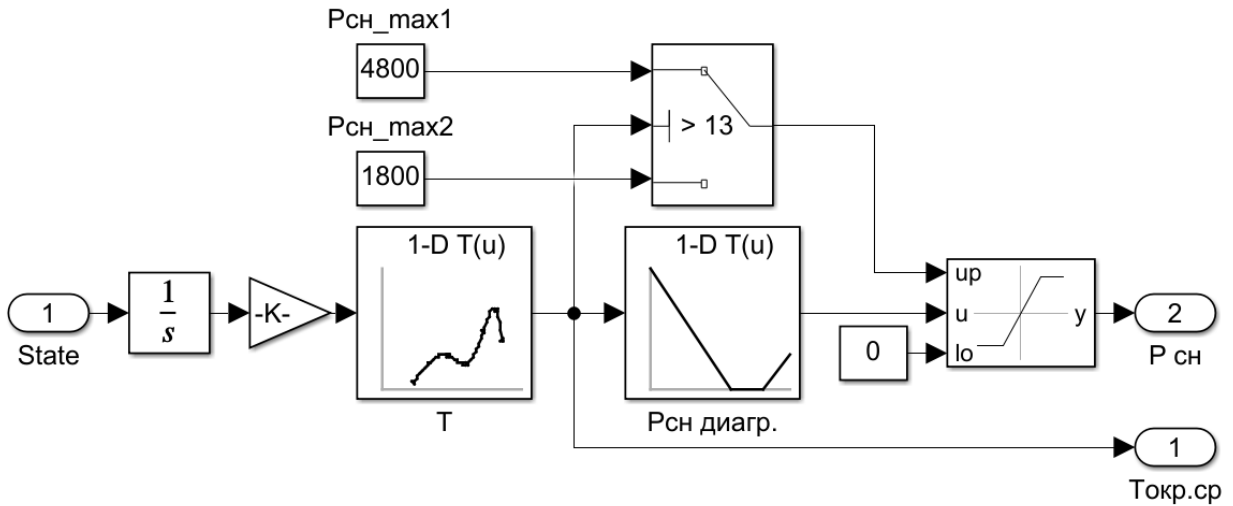 Pсн_max1
4800
Pсн_max2
> 13
1800
1-D T(u)
1-D T(u)
1
State
1
s
-K-
T
Pсн диагр.
0
up
u
y
lo
2
P сн
1
Tокр.ср